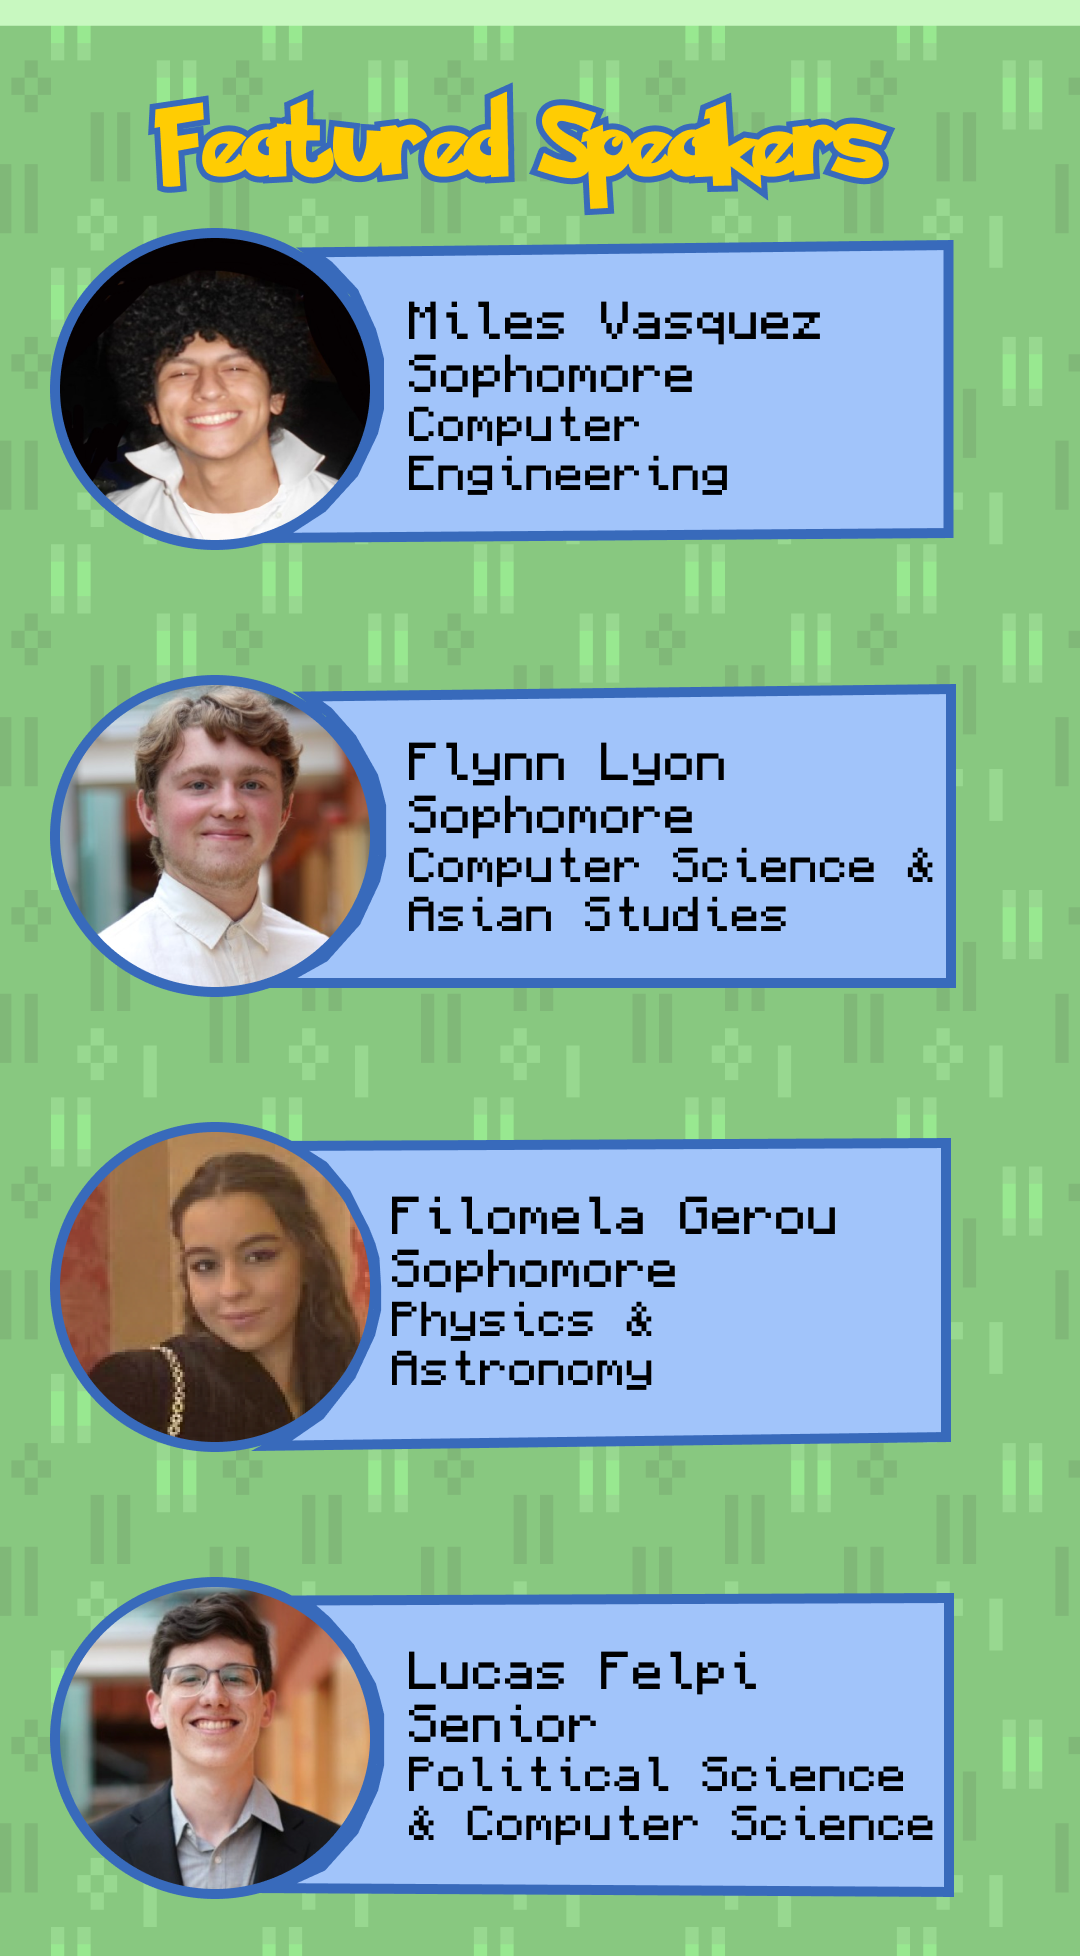 Featured Speakers
Miles Vasquez
Sophomore
Computer
Engineering
Flynn Lyon
Sophomore
Computer Science &
Asian Studies
Filomela Gerou
Sophomore
Physics &
Astronomy
Lucas Felpi
Senior
Political Science
& Computer Science